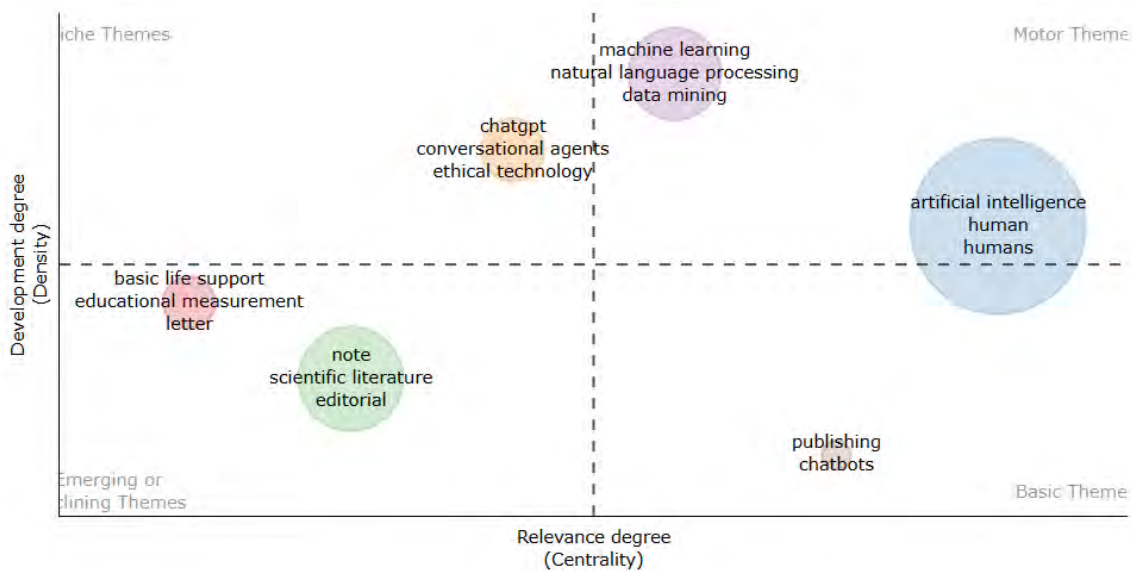 iche Themes
Motor Theme
machine learning
natural language processing
data mining
chatgpt
conversational agents
ethical technology
artificial intelligence
human
humans
basic life support
educational measurement
letter
note
scientific literature
editorial
publishing
chatbots
Emerging or
clining Themes
Basic Theme
Development degree
(Density)
Relevance degree
(Centrality)